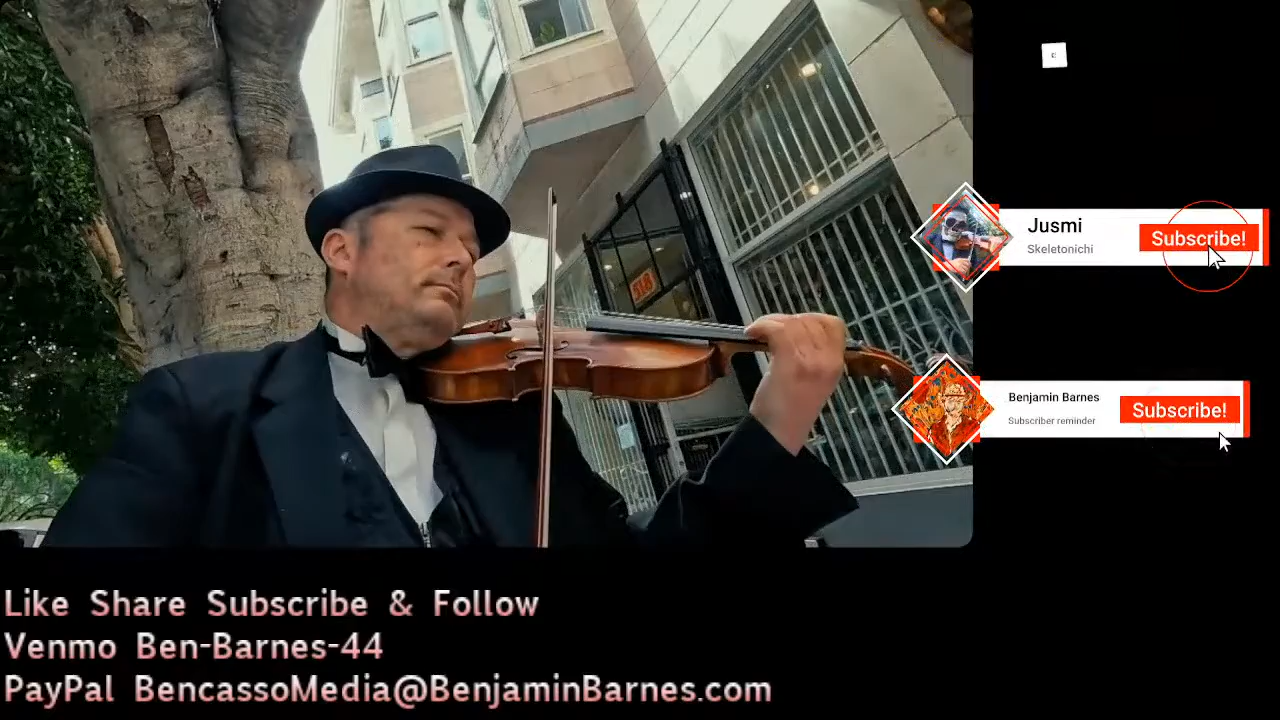 518
Jusmi
Skeletonichi
Subscribe!
Benjamin Barnes
Subscriber reminder
Subscribe!
Like Share Subscribe & Follow
Venmo Ben-Barnes-44
PayPal BencassoMedia@BenjaminBarnes.com